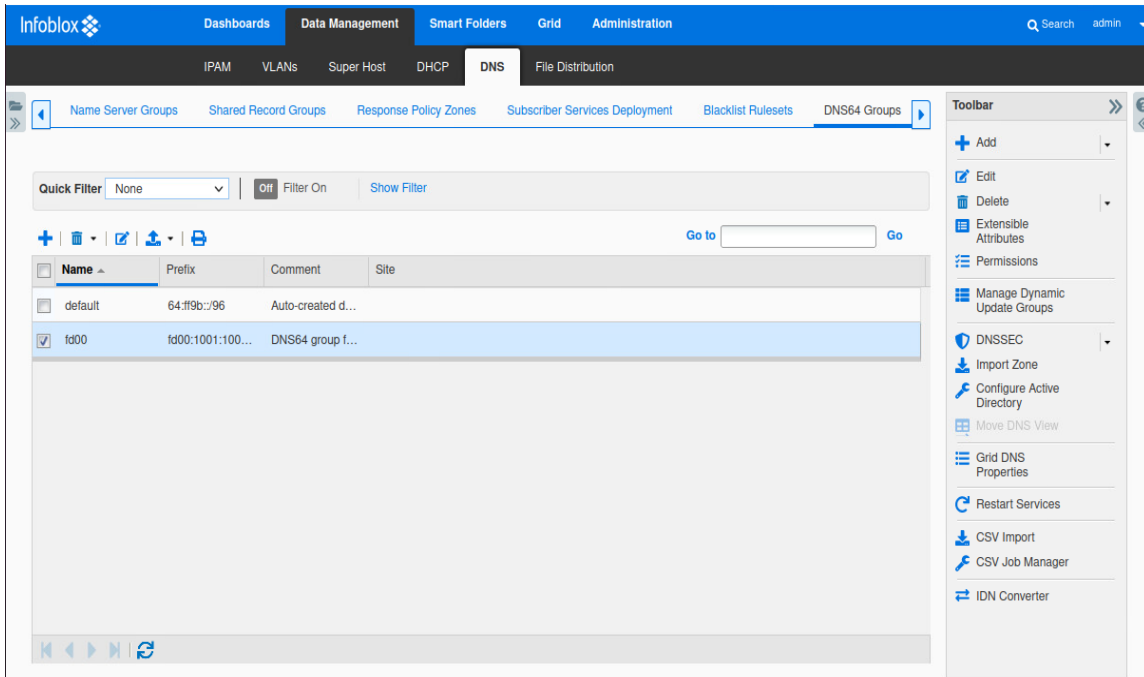 Infoblox Dashboards Data Management Smart Folders Grid Administration Search admin
IPAM VLANs Super Host DHCP DNS File Distribution
Name Server Groups Shared Record Groups Response Policy Zones Subscriber Services Deployment Blacklist Rulesets DNS64 Groups
Quick Filter None Off Filter On Show Filter
Go to Go
Name Prefix Comment Site
default 64:ff9b::/96 Auto-created d...
fd00 fd00:1001:100... DNS64 group f...
Toolbar
Add
Edit
Delete
Extensible
Attributes
Permissions
Manage Dynamic
Update Groups
DNSSEC
Import Zone
Configure Active
Directory
Move DNS View
Grid DNS
Properties
Restart Services
CSV Import
CSV Job Manager
IDN Converter